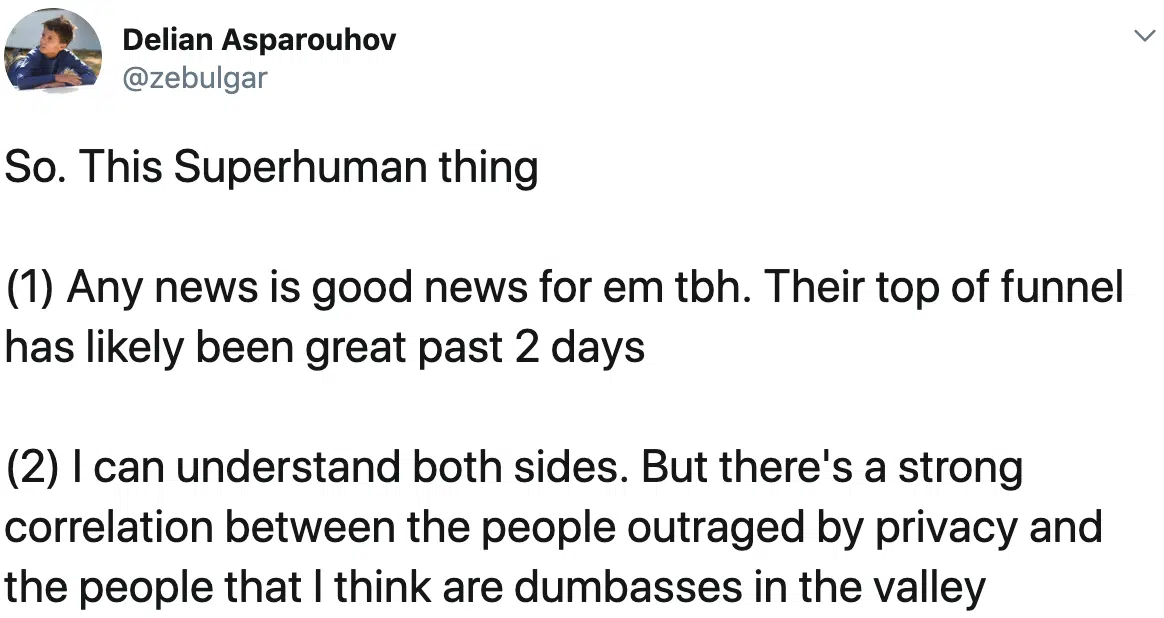 Delian Asparouhov
@zebulgar
So. This Superhuman thing
(1) Any news is good news for em tbh. Their top of funnel
has likely been great past 2 days
(2) I can understand both sides. But there's a strong
correlation between the people outraged by privacy and
the people that I think are dumbasses in the valley